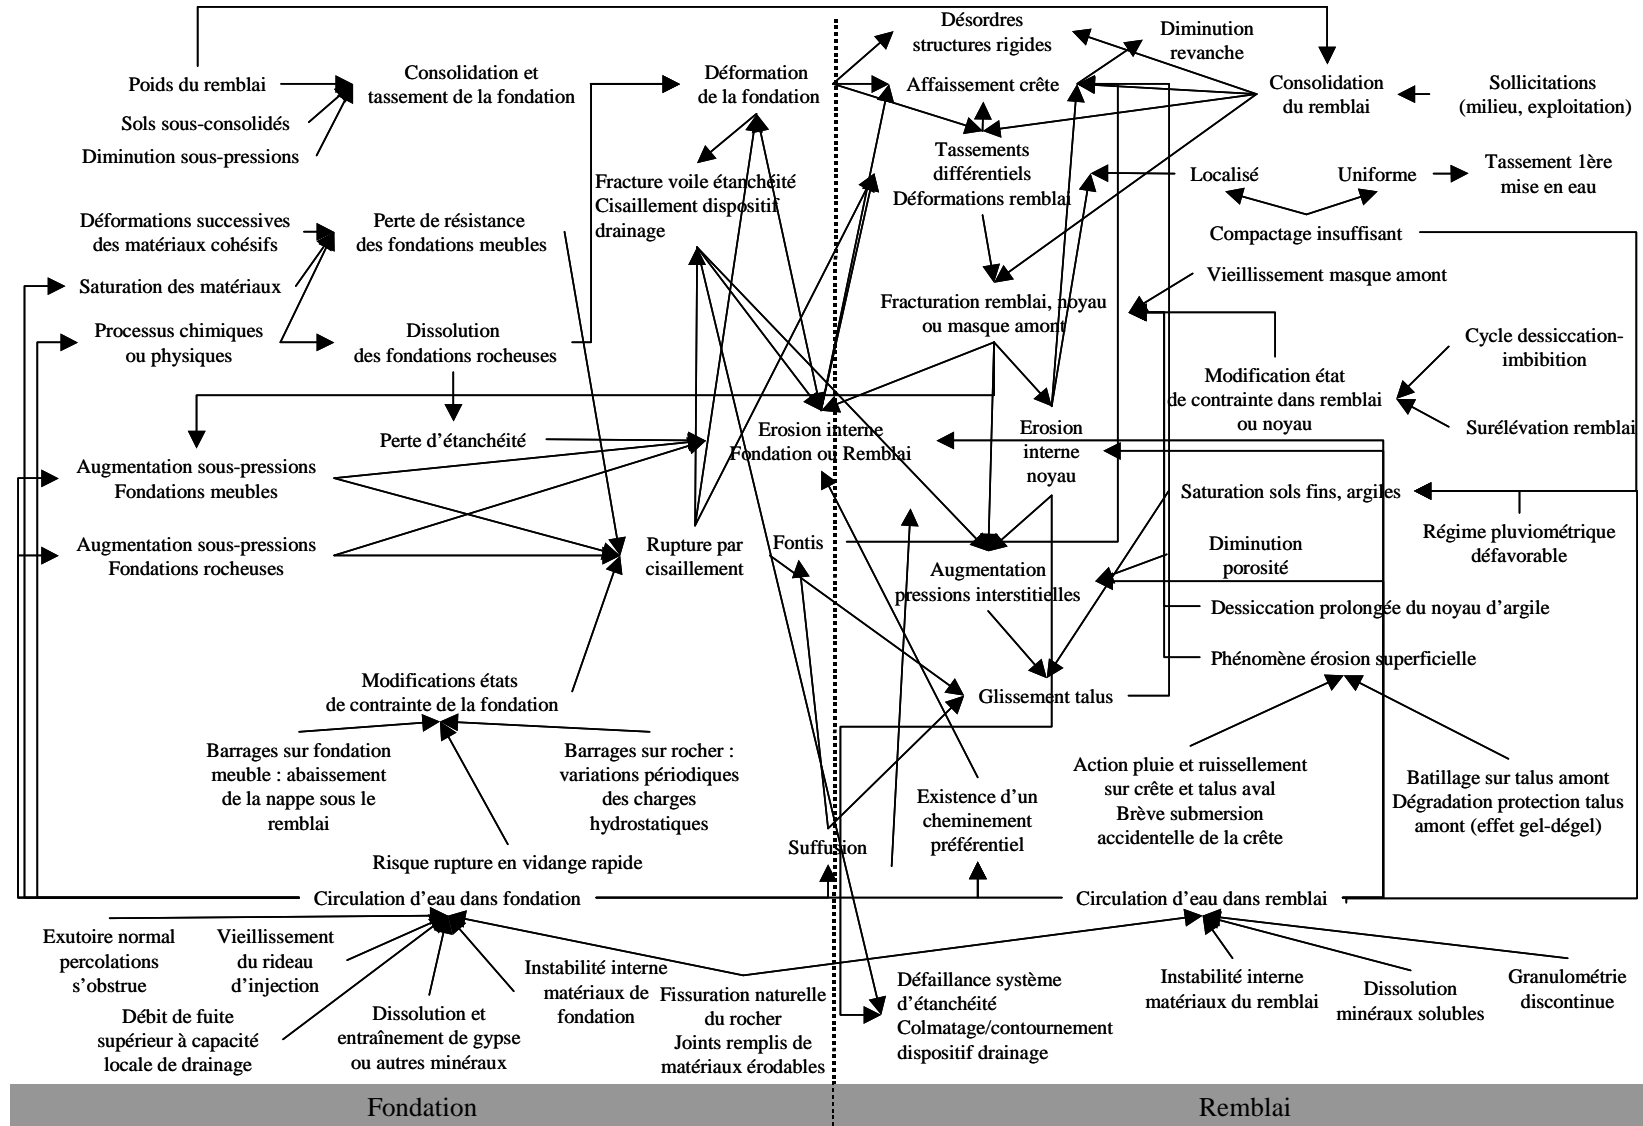 Désordres
structures rigides
Diminution
revanche
Poids du remblai
Consolidation et
tassement de la fondation
Déformation
de la fondation
Affaissement crête
Consolidation
du remblai
Sollicitations
(milieu, exploitation)
Sols sous-consolidés
Diminution sous-pressions
Tassements
différentiels
Déformations remblai
Localisé
Uniforme
Tassement 1ère
mise en eau
Fracture voile étanchéité
Cisaillement dispositif
drainage
Déformations successives
des matériaux cohésifs
Perte de résistance
des fondations meubles
Compactage insuffisant
Saturation des matériaux
Vieillissement masque amont
Fracturation remblai, noyau
ou masque amont
Processus chimiques
ou physiques
Dissolution
des fondations rocheuses
Cycle dessiccation-
imbibition
Modification état
de contrainte dans remblai
ou noyau
Surélévation remblai
Perte d’étanchéité
Erosion interne
Fondation ou Remblai
Erosion
interne
noyau
Augmentation sous-pressions
Fondations meubles
Saturation sols fins, argiles
Régime pluviométrique
défavorable
Augmentation sous-pressions
Fondations rocheuses
Rupture par
cisaillement
Fontis
Augmentation
pressions interstitielles
Diminution
porosité
Dessiccation prolongée du noyau d’argile
Phénomène érosion superficielle
Modifications états
de contrainte de la fondation
Glissement talus
Barrages sur fondation
meuble : abaissement
de la nappe sous le
remblai
Barrages sur rocher :
variations périodiques
des charges
hydrostatiques
Existence d’un
cheminement
préférentiel
Action pluie et ruissellement
sur crête et talus aval
Brève submersion
accidentelle de la crête
Batillage sur talus amont
Dégradation protection talus
amont (effet gel-dégel)
Risque rupture en vidange rapide
Suffusion
Circulation d’eau dans fondation
Circulation d’eau dans remblai
Exutoire normal
percolations
s’obstrue
Vieillissement
du rideau
d’injection
Débit de fuite
supérieur à capacité
locale de drainage
Dissolution et
entraînement de gypse
ou autres minéraux
Instabilité interne
matériaux de
fondation
Fissuration naturelle
du rocher
Joints remplis de
matériaux érodables
Défaillance système
d’étanchéité
Colmatage/contournement
dispositif drainage
Instabilité interne
matériaux du remblai
Dissolution
minéraux solubles
Granulométrie
discontinue
Fondation
Remblai